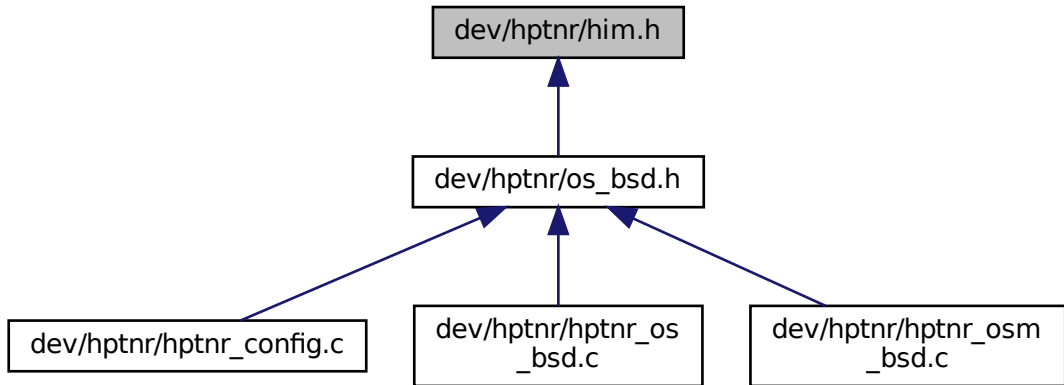 dev/hptnr/him.h
dev/hptnr/os_bsd.h
dev/hptnr/hptnr_config.c
dev/hptnr/hptnr_os
_bsd.c
dev/hptnr/hptnr_osm
_bsd.c